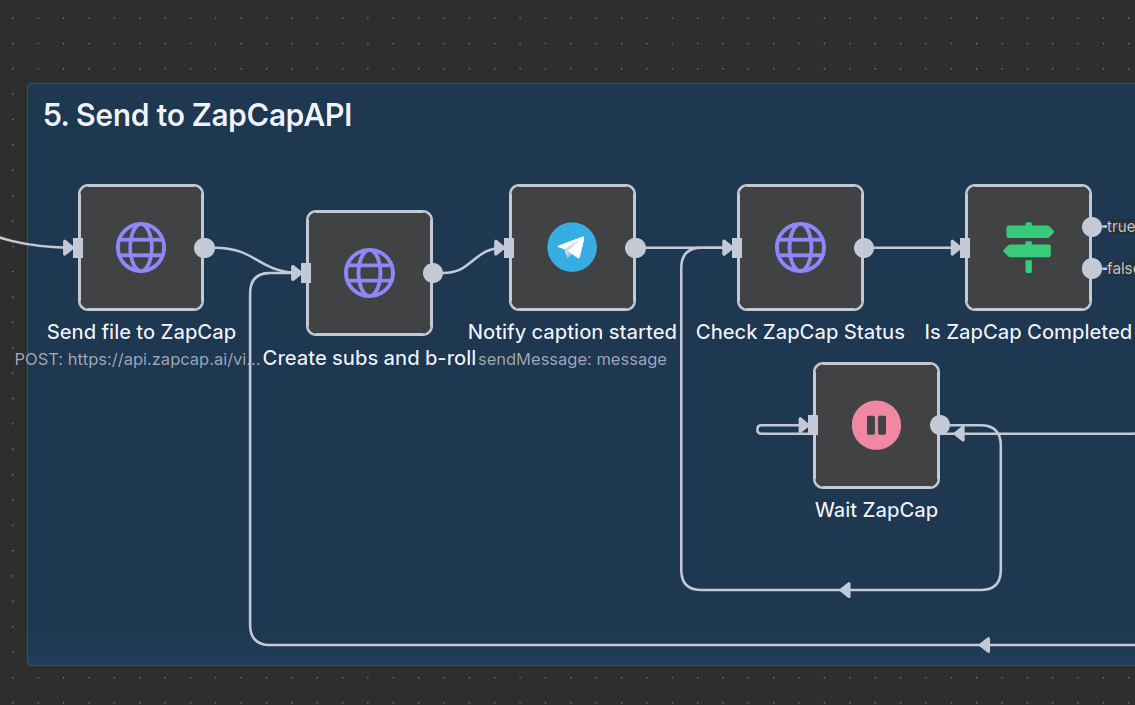 5. Send to ZapCapAPI
true
false
Send file to ZapCap
POST: https://api.zapcap.ai/vi...
Create subs and b-roll
Notify caption started
sendMessage: message
Check ZapCap Status
Is ZapCap Completed
Wait ZapCap